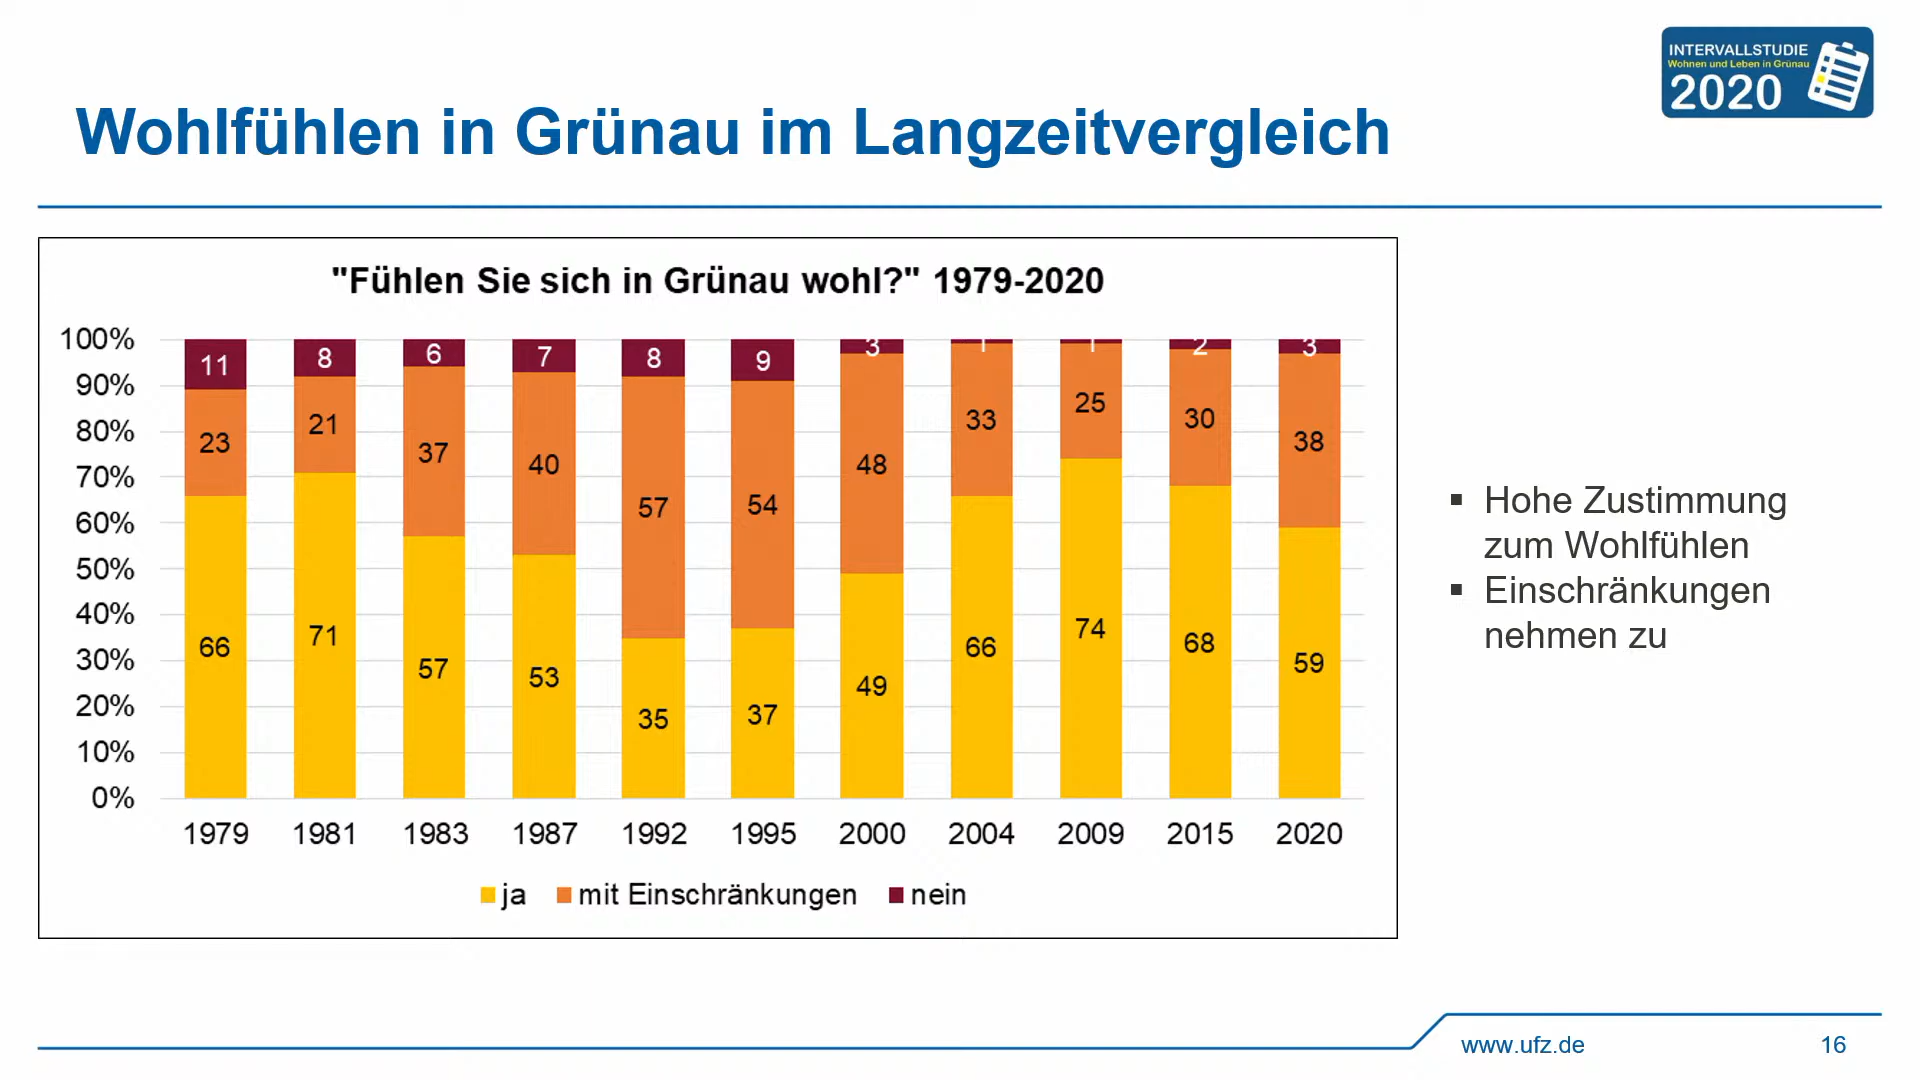 INTERVALLSTUDIE
Wohnen und Leben in Grünau
2020
Wohlfühlen in Grünau im Langzeitvergleich
"Fühlen Sie sich in Grünau wohl?" 1979-2020
100%
90%
80%
70%
60%
50%
40%
30%
20%
10%
0%
11 8 6 7 8 9 3 1 1 2 3
23 21 37 40 57 54 48 33 25 30 38
66 71 57 53 35 37 49 66 74 68 59
1979 1981 1983 1987 1992 1995 2000 2004 2009 2015 2020
ja mit Einschränkungen nein
▪ Hohe Zustimmung
zum Wohlfühlen
▪ Einschränkungen
nehmen zu
www.ufz.de 16